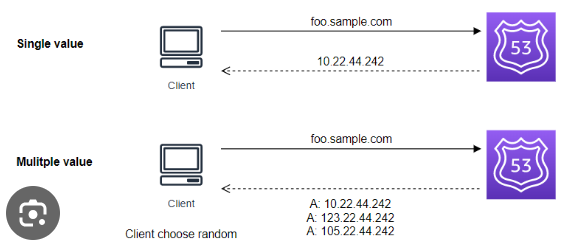 foo.sample.com
Single value
53
10.22.44.242
Client
foo.sample.com
Mulitple value
53
Client
A: 10.22.44.242
A: 123.22.44.242
Client choose random
A: 105.22.44.242